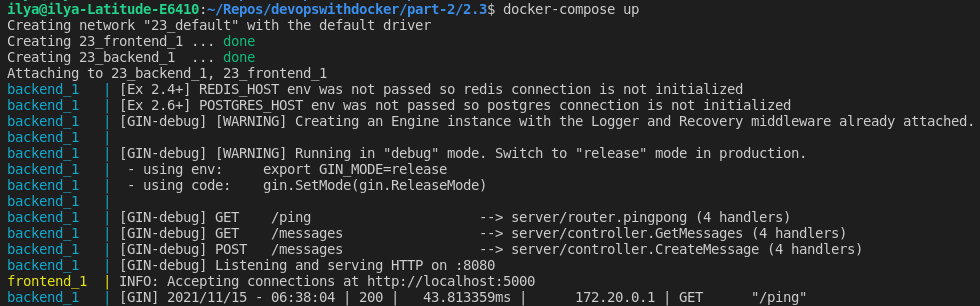 ilya@ilya-Latitude-E6410:~/Repos/devopswithdocker/part-2/2.3$ docker-compose up
Creating network "23_default" with the default driver
Creating 23_frontend_1 ... done
Creating 23_backend_1  ... done
Attaching to 23_backend_1, 23_frontend_1
backend_1   | [Ex 2.4+] REDIS_HOST env was not passed so redis connection is not initialized
backend_1   | [Ex 2.6+] POSTGRES_HOST env was not passed so postgres connection is not initialized
backend_1   | [GIN-debug] [WARNING] Creating an Engine instance with the Logger and Recovery middleware already attached.
backend_1   |
backend_1   | [GIN-debug] [WARNING] Running in "debug" mode. Switch to "release" mode in production.
backend_1   |  - using env:     export GIN_MODE=release
backend_1   |  - using code:    gin.SetMode(gin.ReleaseMode)
backend_1   |
backend_1   | [GIN-debug] GET    /ping                     --> server/router.pingpong (4 handlers)
backend_1   | [GIN-debug] GET    /messages                 --> server/controller.GetMessages (4 handlers)
backend_1   | [GIN-debug] POST   /messages                 --> server/controller.CreateMessage (4 handlers)
backend_1   | [GIN-debug] Listening and serving HTTP on :8080
frontend_1  | INFO: Accepting connections at http://localhost:5000
backend_1   | [GIN] 2021/11/15 - 06:38:04 | 200 |   43.813359ms |      172.20.0.1 | GET      "/ping"